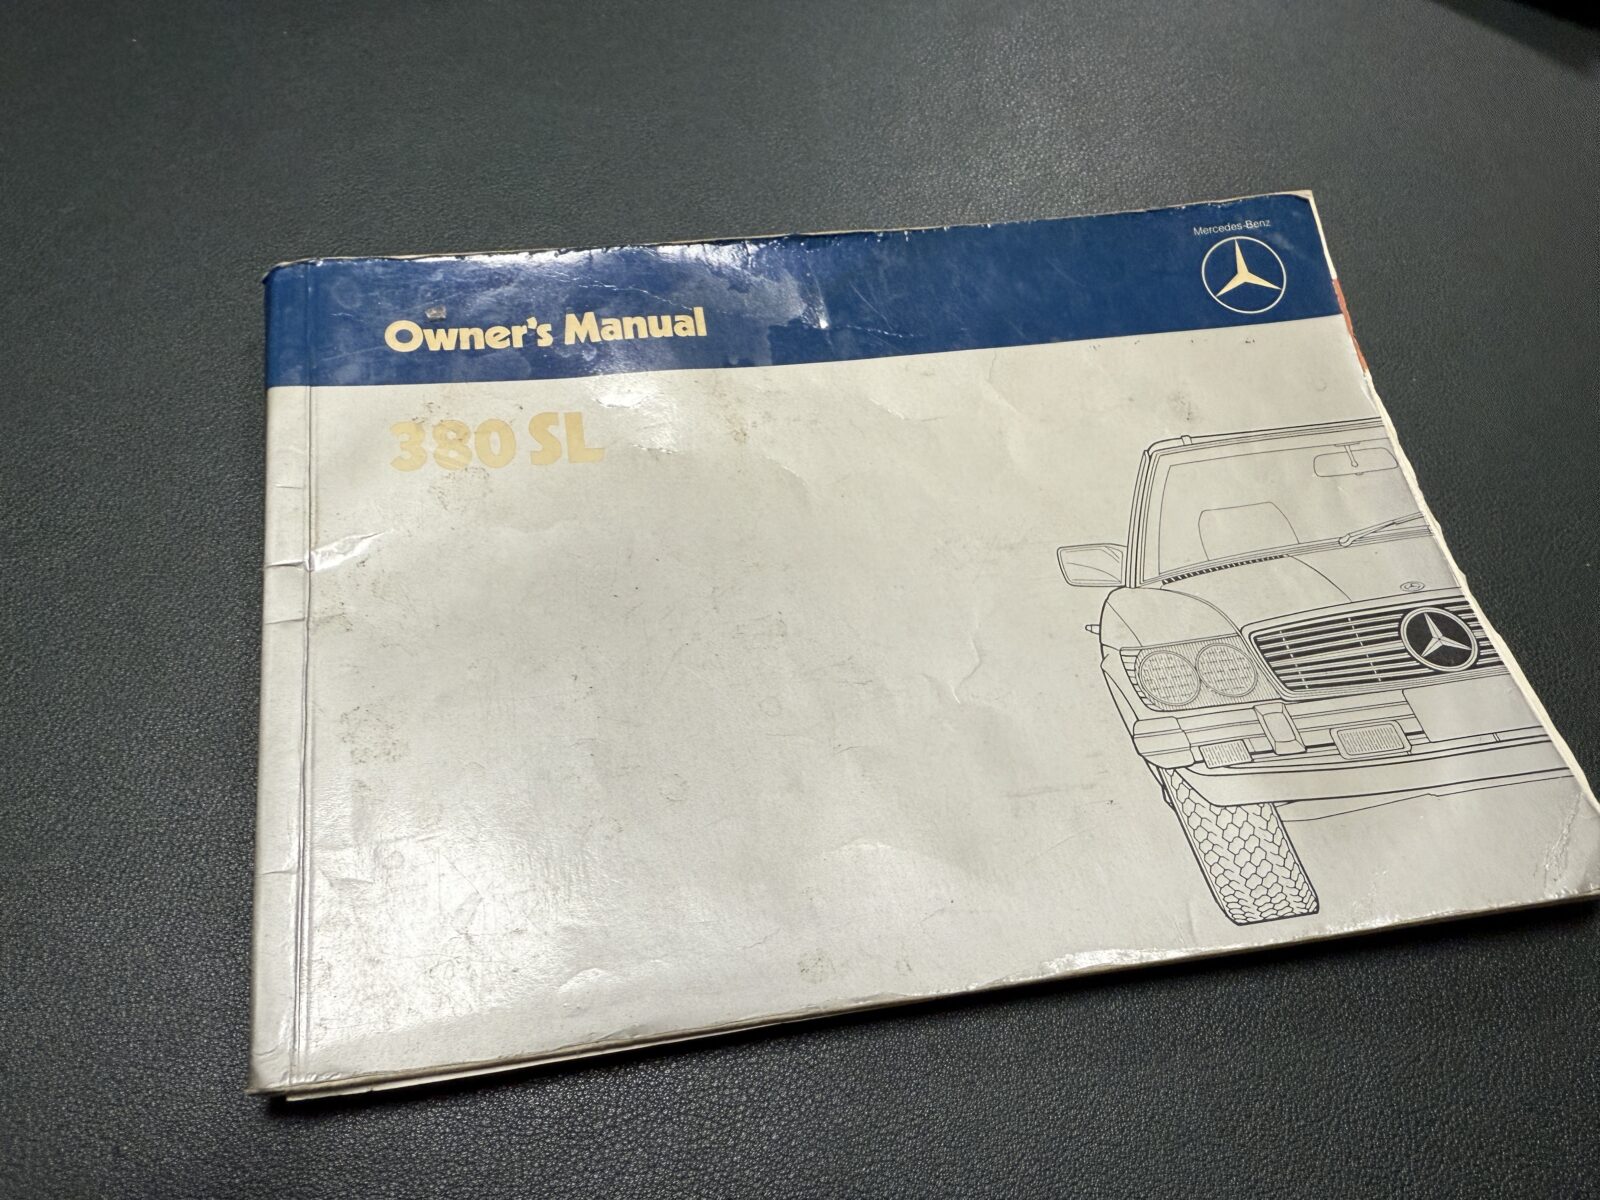 Mercedes-Benz
Owner's Manual
380 SL